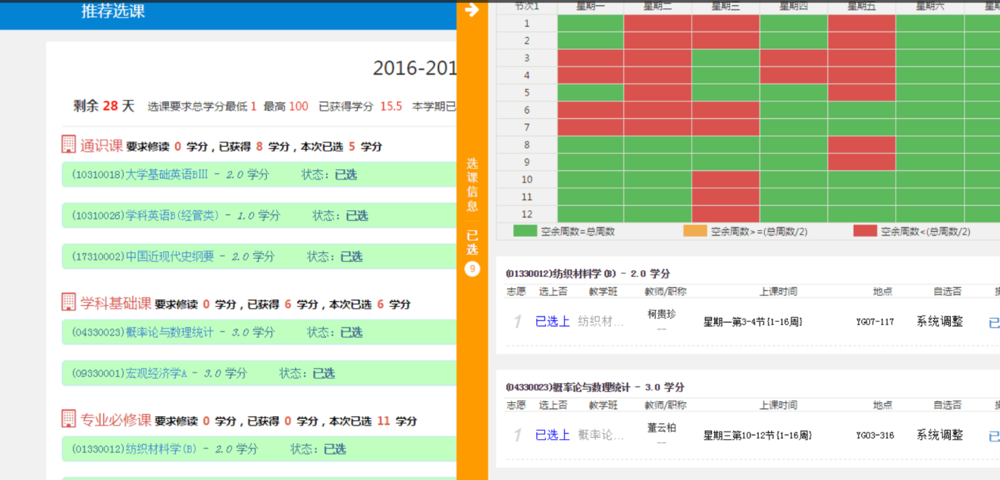 推荐选课
2016-201
剩余 28 天 选课要求总学分最低 1 最高 100 已获得学分 15.5 本学期已
通识课 要求修读 0 学分，已获得 8 学分，本次已选 5 学分
(10310018)大学基础英语BIII - 2.0 学分 状态：已选
(10310026)学科英语B(经管类) - 1.0 学分 状态：已选
(17310002)中国近现代史纲要 - 2.0 学分 状态：已选
学科基础课 要求修读 0 学分，已获得 6 学分，本次已选 6 学分
(04330023)概率论与数理统计 - 3.0 学分 状态：已选
(09330001)宏观经济学A - 3.0 学分 状态：已选
专业必修课 要求修读 0 学分，已获得 0 学分，本次已选 11 学分
(01330012)纺织材料学(B) - 2.0 学分 状态：已选
选课信息
已选
9
节次1 星期一 星期二 星期三 星期四 星期五 星期六 星期
1
2
3
4
5
6
7
8
9
10
11
12
空余周数=总周数 空余周数>=(总周数/2) 空余周数<(总周数/2)
(01330012)纺织材料学(B) - 2.0 学分
志愿 选上否 教学班 教师/职称 上课时间 地点 自选否
1 已选上 纺织材... 柯贵珍 -- 星期一第3-4节{1-16周} YG07-117 系统调整 已
(04330023)概率论与数理统计 - 3.0 学分
志愿 选上否 教学班 教师/职称 上课时间 地点 自选否
1 已选上 概率论... 董云柏 -- 星期三第10-12节{1-16周} YG03-316 系统调整 已